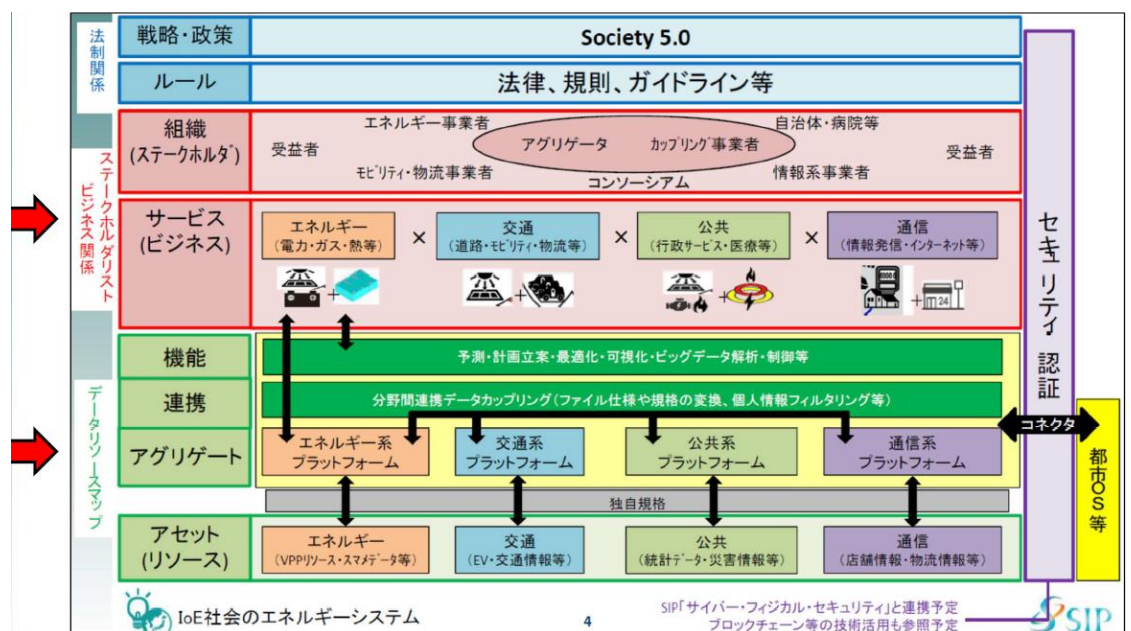 法制関係
戦略・政策
Society 5.0
ルール
法律、規則、ガイドライン等
ステークホルダリスト
ビジネス関係
組織
(ステークホルダ)
エネルギー事業者
自治体・病院等
受益者
アグリゲータ
カップリング事業者
受益者
モビリティ・物流事業者
情報系事業者
コンソーシアム
サービス
(ビジネス)
エネルギー
(電力・ガス・熱等)
×
交通
(道路・モビリティ・物流等)
×
公共
(行政サービス・医療等)
×
通信
(情報発信・インターネット等)
+
+
+
+
24
データリソースマップ
機能
予測・計画立案・最適化・可視化・ビッグデータ解析・制御等
連携
分野間連携データカップリング(ファイル仕様や規格の変換、個人情報フィルタリング等)
アグリゲート
エネルギー系
プラットフォーム
交通系
プラットフォーム
公共系
プラットフォーム
通信系
プラットフォーム
独自規格
アセット
(リソース)
エネルギー
(VPPリソース・スマメデータ等)
交通
(EV・交通情報等)
公共
(統計データ・災害情報等)
通信
(店舗情報・物流情報等)
セキュリティ・認証
コネクタ
都市OS等
IoE社会のエネルギーシステム
4
SIP「サイバー・フィジカル・セキュリティ」と連携予定
ブロックチェーン等の技術活用も参照予定
SIP